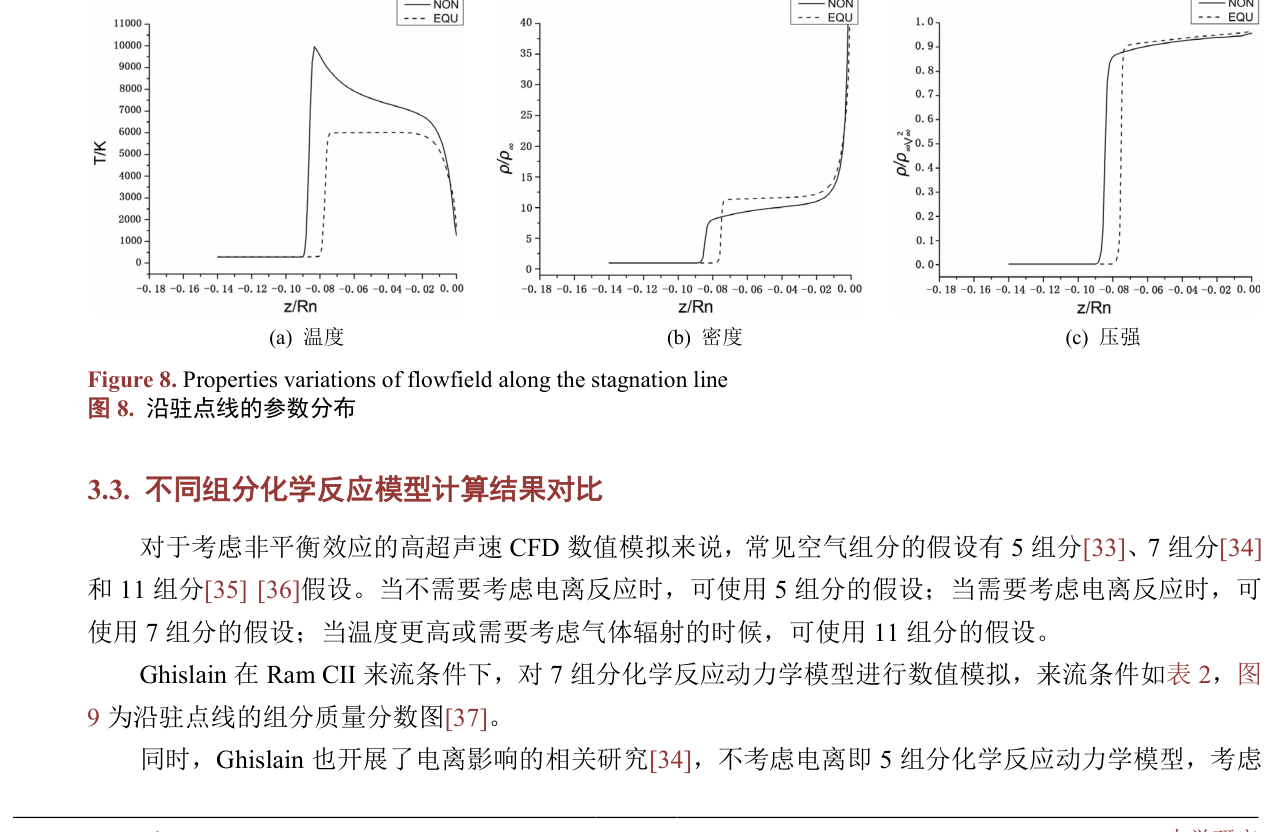 NON
EQU
11000
10000
9000
8000
7000
6000
5000
4000
3000
2000
1000
0
T/K
-0.18 -0.16 -0.14 -0.12 -0.10 -0.08 -0.06 -0.04 -0.02 0.00
z/Rn
(a) 温度
NON
EQU
40
35
30
25
20
15
10
5
0
ρ/ρ∞
-0.18 -0.16 -0.14 -0.12 -0.10 -0.08 -0.06 -0.04 -0.02 0.00
z/Rn
(b) 密度
NON
EQU
1.0
0.9
0.8
0.7
0.6
0.5
0.4
0.3
0.2
0.1
0.0
ρ/ρ∞V∞²
-0.18 -0.16 -0.14 -0.12 -0.10 -0.08 -0.06 -0.04 -0.02 0.00
z/Rn
(c) 压强
Figure 8. Properties variations of flowfield along the stagnation line
图 8. 沿驻点线的参数分布
3.3. 不同组分化学反应模型计算结果对比
对于考虑非平衡效应的高超声速 CFD 数值模拟来说，常见空气组分的假设有 5 组分[33]、7 组分[34]
和 11 组分[35] [36]假设。当不需要考虑电离反应时，可使用 5 组分的假设；当需要考虑电离反应时，可
使用 7 组分的假设；当温度更高或需要考虑气体辐射的时候，可使用 11 组分的假设。
Ghislain 在 Ram CII 来流条件下，对 7 组分化学反应动力学模型进行数值模拟，来流条件如表 2，图
9 为沿驻点线的组分质量分数图[37]。
同时，Ghislain 也开展了电离影响的相关研究[34]，不考虑电离即 5 组分化学反应动力学模型，考虑